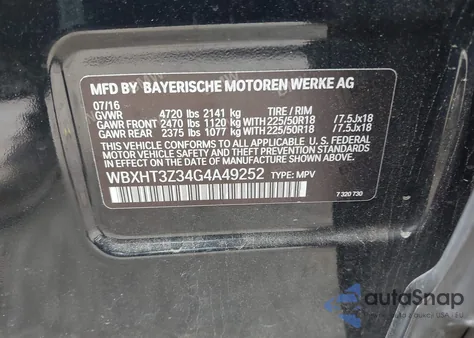 MFD BY BAYERISCHE MOTOREN WERKE AG
07/16
GVWR 4720 lbs 2141 kg TIRE / RIM
GAWR FRONT 2470 lbs 1120 kg WITH 225/50R18 /7.5Jx18
GAWR REAR 2375 lbs 1077 kg WITH 225/50R18 /7.5Jx18
THIS VEHICLE CONFORMS TO ALL APPLICABLE
U. S. FEDERAL MOTOR VEHICLE SAFETY, BUMPER,
AND THEFT PREVENTION STANDARDS IN EFFECT
ON THE DATE OF MANUFACTURE SHOWN ABOVE.
WBXHT3Z34G4A49252 TYPE: MPV
7 320 730
autoSnap
USA i EU